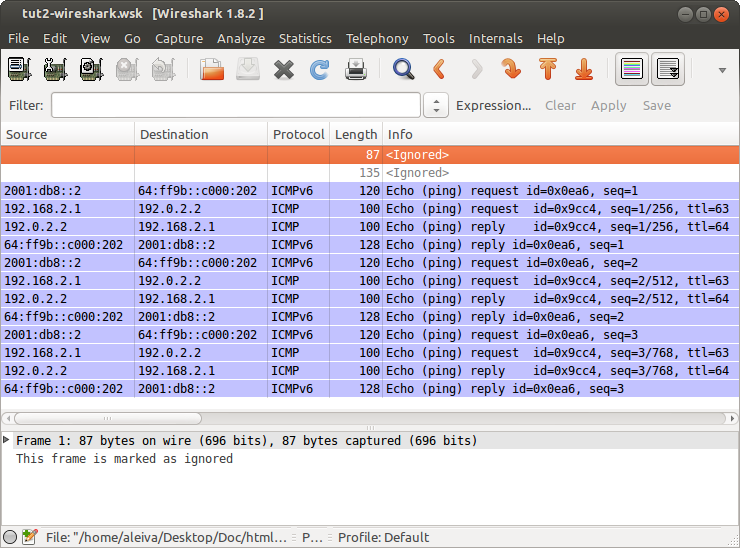 tut2-wireshark.wsk [Wireshark 1.8.2 ]
File Edit View Go Capture Analyze Statistics Telephony Tools Internals Help
Filter: Expression... Clear Apply Save
Source Destination Protocol Length Info
87 <Ignored>
135 <Ignored>
2001:db8::2 64:ff9b::c000:202 ICMPv6 120 Echo (ping) request id=0x0ea6, seq=1
192.168.2.1 192.0.2.2 ICMP 100 Echo (ping) request  id=0x9cc4, seq=1/256, ttl=63
192.0.2.2 192.168.2.1 ICMP 100 Echo (ping) reply    id=0x9cc4, seq=1/256, ttl=64
64:ff9b::c000:202 2001:db8::2 ICMPv6 128 Echo (ping) reply id=0x0ea6, seq=1
2001:db8::2 64:ff9b::c000:202 ICMPv6 120 Echo (ping) request id=0x0ea6, seq=2
192.168.2.1 192.0.2.2 ICMP 100 Echo (ping) request  id=0x9cc4, seq=2/512, ttl=63
192.0.2.2 192.168.2.1 ICMP 100 Echo (ping) reply    id=0x9cc4, seq=2/512, ttl=64
64:ff9b::c000:202 2001:db8::2 ICMPv6 128 Echo (ping) reply id=0x0ea6, seq=2
2001:db8::2 64:ff9b::c000:202 ICMPv6 120 Echo (ping) request id=0x0ea6, seq=3
192.168.2.1 192.0.2.2 ICMP 100 Echo (ping) request  id=0x9cc4, seq=3/768, ttl=63
192.0.2.2 192.168.2.1 ICMP 100 Echo (ping) reply    id=0x9cc4, seq=3/768, ttl=64
64:ff9b::c000:202 2001:db8::2 ICMPv6 128 Echo (ping) reply id=0x0ea6, seq=3
Frame 1: 87 bytes on wire (696 bits), 87 bytes captured (696 bits)
This frame is marked as ignored
File: "/home/aleiva/Desktop/Doc/html... P... Profile: Default